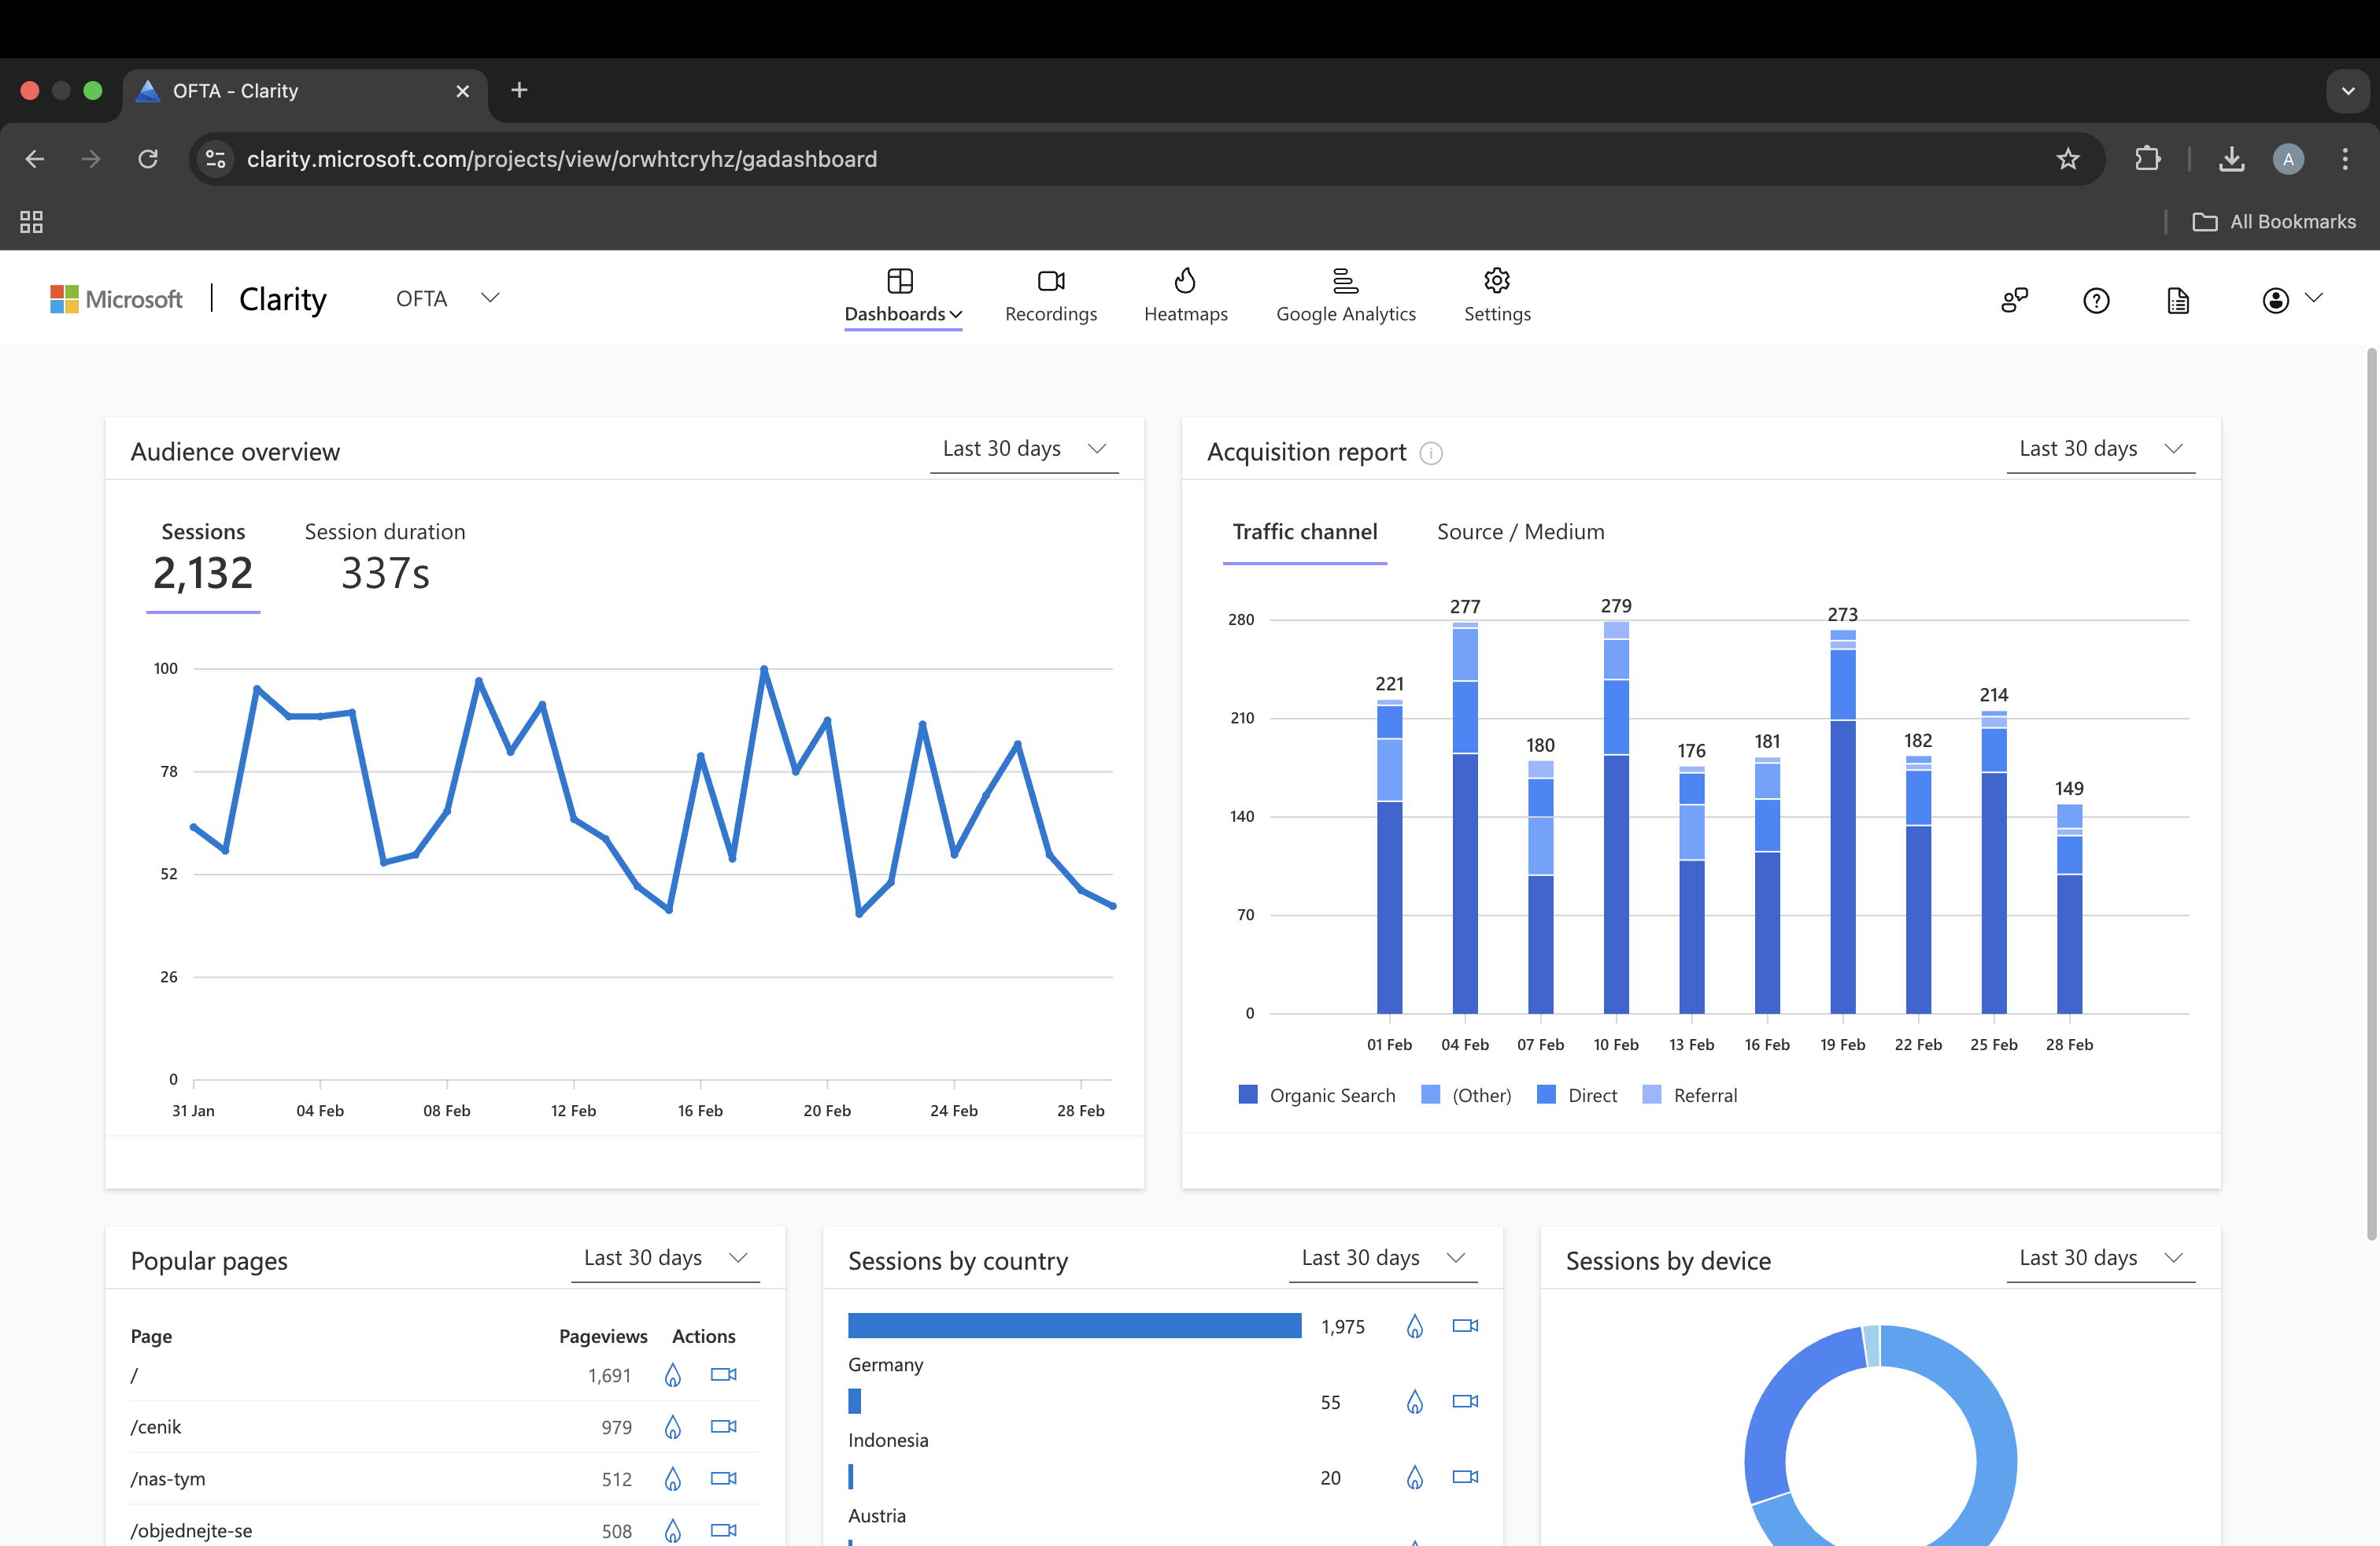 OFTA - Clarity
clarity.microsoft.com/projects/view/orwhtcryhz/gadashboard
A
All Bookmarks
Microsoft
Clarity
OFTA
Dashboards
Recordings
Heatmaps
Google Analytics
Settings
Audience overview
Last 30 days
Sessions
2,132
Session duration
337s
100
78
52
26
0
31 Jan 04 Feb 08 Feb 12 Feb 16 Feb 20 Feb 24 Feb 28 Feb
Acquisition report
Last 30 days
Traffic channel
Source / Medium
280
210
140
70
0
221 277 180 279 176 181 273 182 214 149
01 Feb 04 Feb 07 Feb 10 Feb 13 Feb 16 Feb 19 Feb 22 Feb 25 Feb 28 Feb
Organic Search (Other) Direct Referral
Popular pages
Last 30 days
Page Pageviews Actions
/ 1,691
/cenik 979
/nas-tym 512
/objednejte-se 508
Sessions by country
Last 30 days
1,975
Germany
55
Indonesia
20
Austria
Sessions by device
Last 30 days